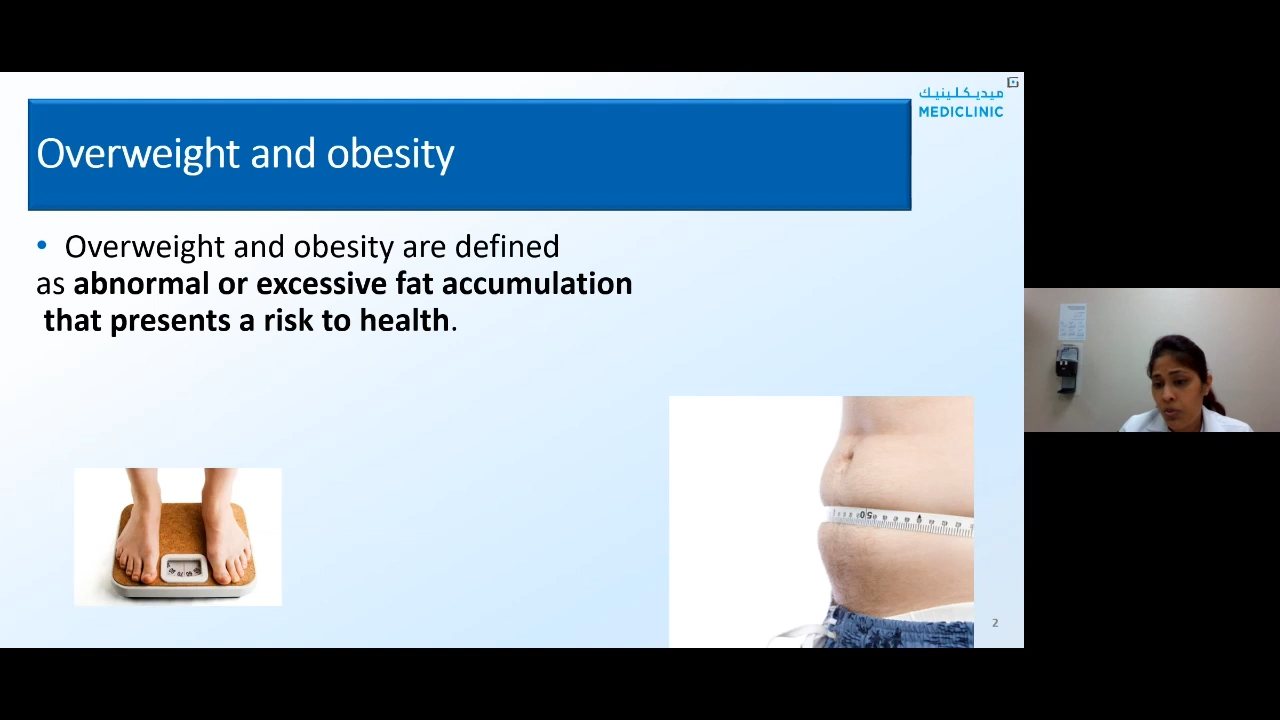 ميديكلينيك
MEDICLINIC
Overweight and obesity
• Overweight and obesity are defined
as abnormal or excessive fat accumulation
that presents a risk to health.
2